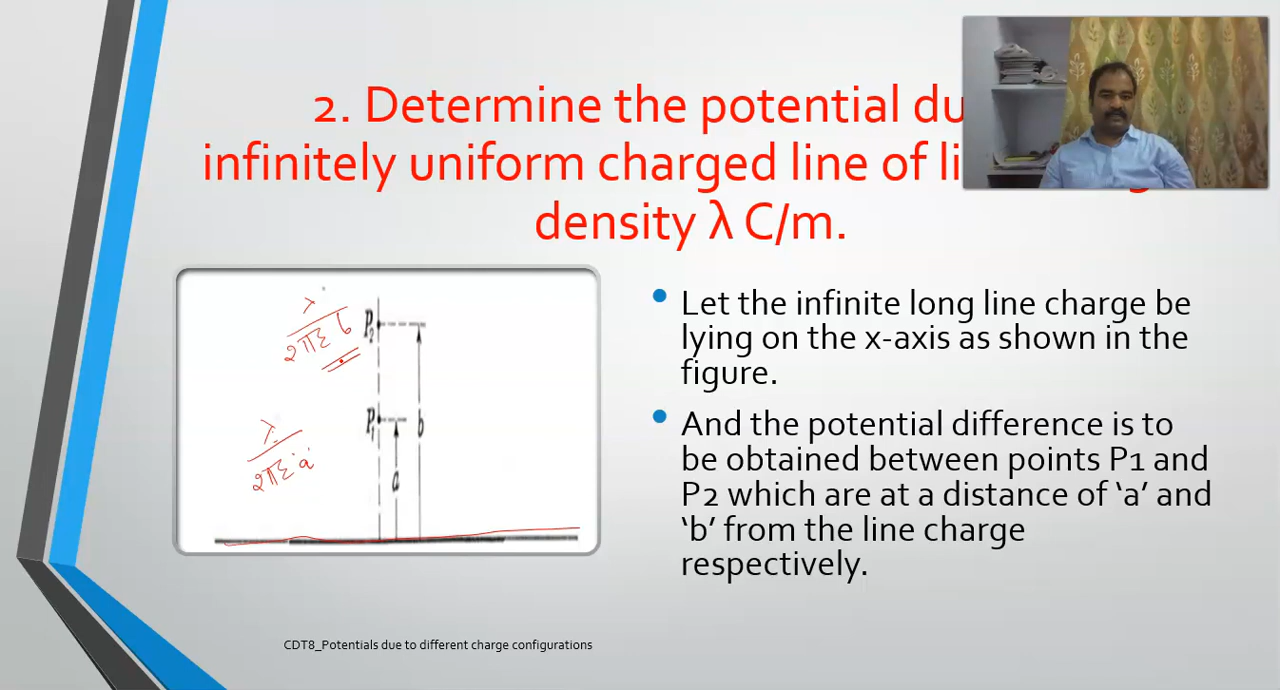 2. Determine the potential du
infinitely uniform charged line of li
density λ C/m.
λ
2πε b
P2
P1
b
λ
2πε a
a
• Let the infinite long line charge be
lying on the x-axis as shown in the
figure.
• And the potential difference is to
be obtained between points P1 and
P2 which are at a distance of ‘a’ and
‘b’ from the line charge
respectively.
CDT8_Potentials due to different charge configurations